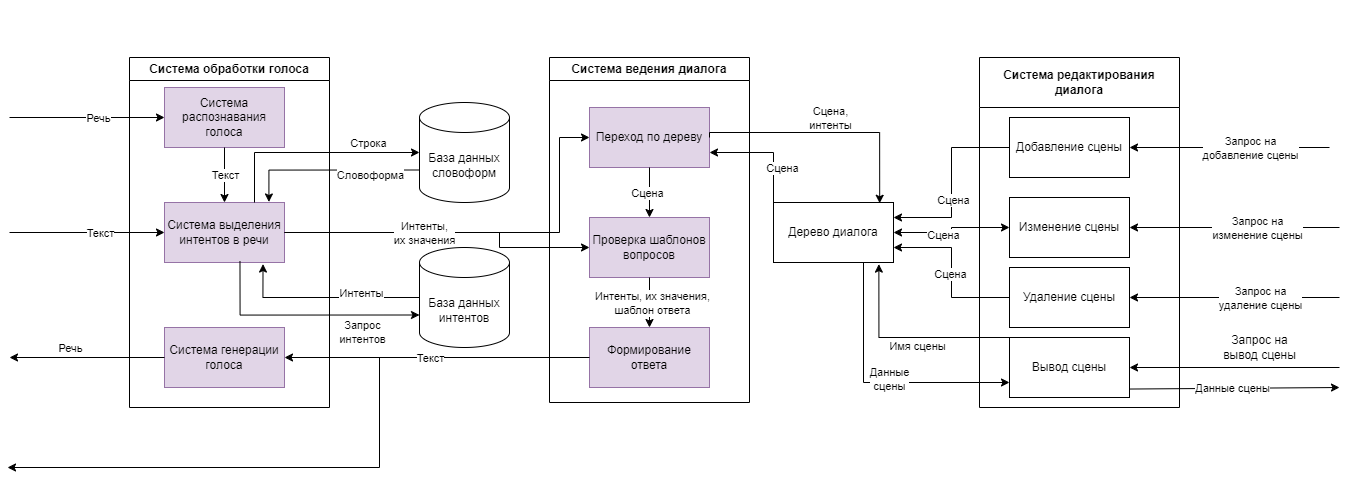 Система обработки голоса
Система
распознавания
голоса
Речь
Текст
Строка
Словоформа
База данных
словоформ
Текст
Система выделения
интентов в речи
Интенты,
их значения
Интенты
Запрос
интентов
База данных
интентов
Речь
Система генерации
голоса
Текст
Система ведения диалога
Переход по дереву
Сцена
Проверка шаблонов
вопросов
Интенты, их значения,
шаблон ответа
Формирование
ответа
Сцена,
интенты
Сцена
Дерево диалога
Сцена
Сцена
Сцена
Имя сцены
Данные
сцены
Система редактирования
диалога
Добавление сцены
Запрос на
добавление сцены
Изменение сцены
Запрос на
изменение сцены
Удаление сцены
Запрос на
удаление сцены
Вывод сцены
Запрос на
вывод сцены
Данные сцены